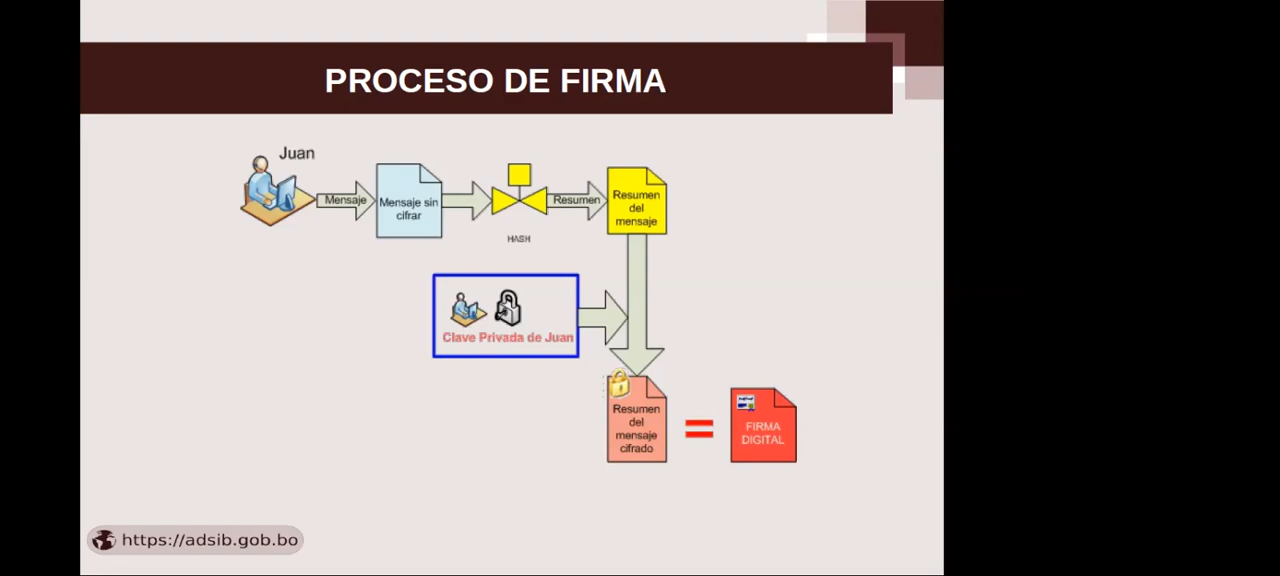 PROCESO DE FIRMA
Juan
Mensaje
Mensaje sin
cifrar
HASH
Resumen
Resumen
del
mensaje
Clave Privada de Juan
Resumen
del
mensaje
cifrado
=
FIRMA
DIGITAL
https://adsib.gob.bo